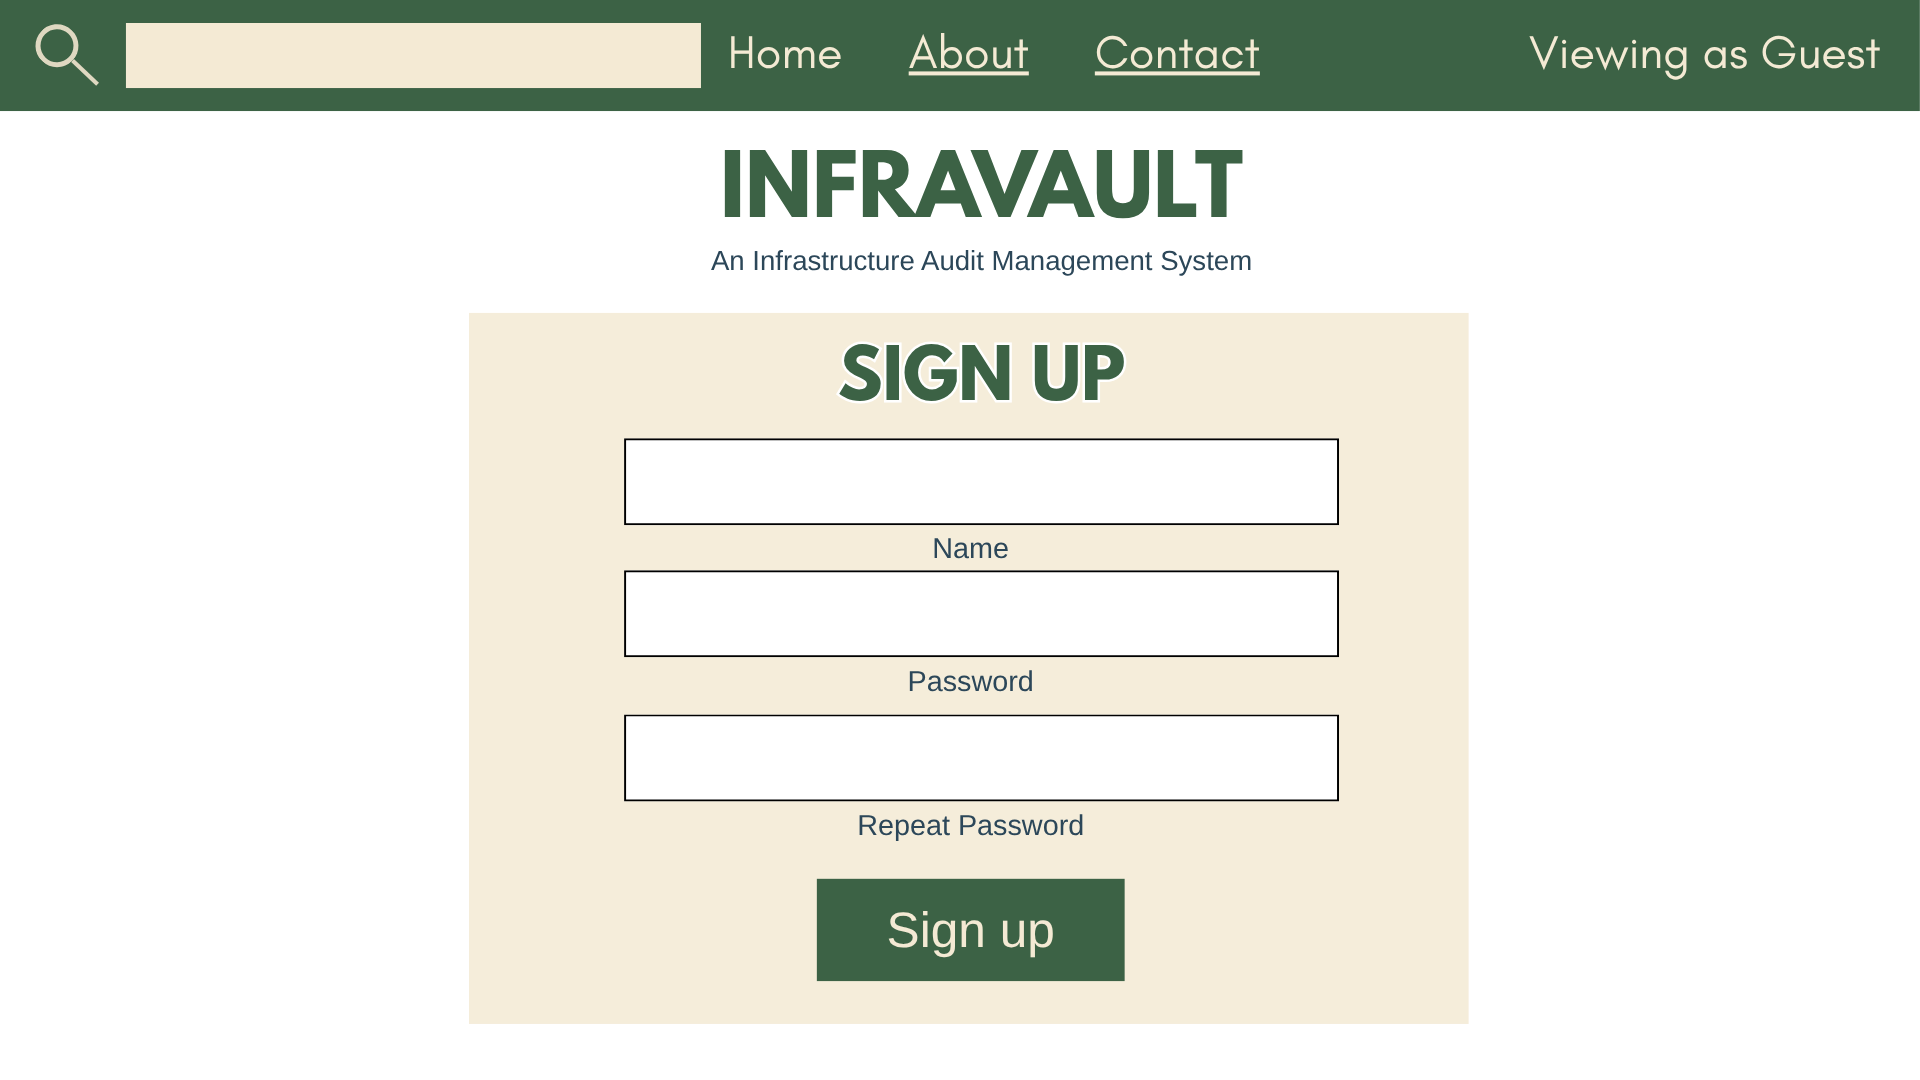 Home About Contact Viewing as Guest
INFRAVAULT
An Infrastructure Audit Management System
SIGN UP
Name
Password
Repeat Password
Sign up